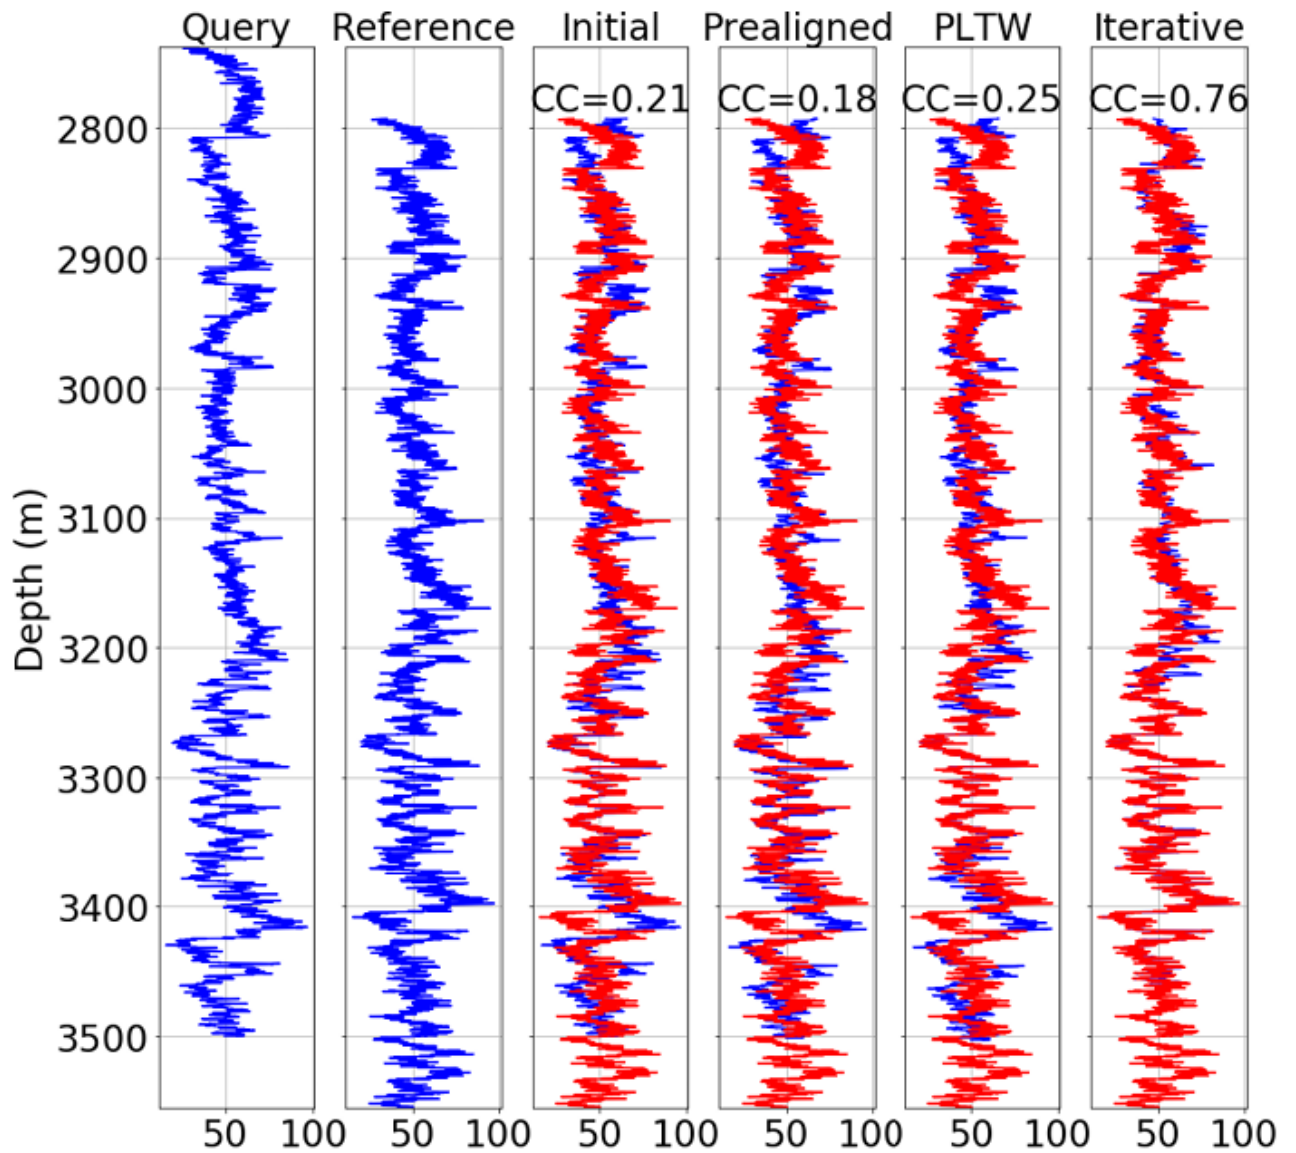 Query Reference Initial Prealigned PLTW Iterative
CC=0.21 CC=0.18 CC=0.25 CC=0.76
2800
2900
3000
3100
3200
3300
3400
3500
Depth (m)
50 100 50 100 50 100 50 100 50 100 50 100